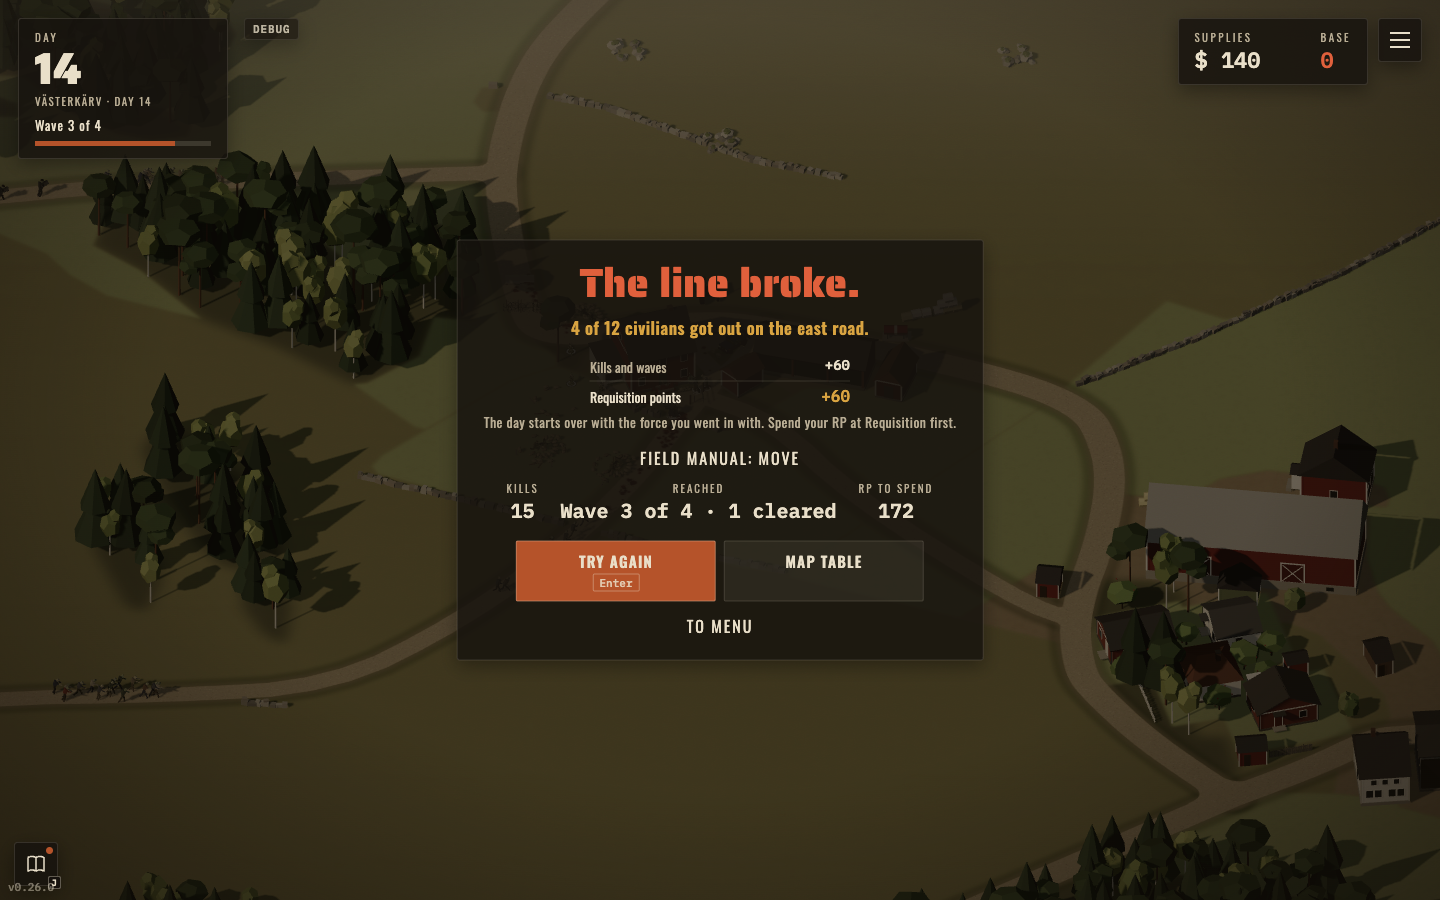 DAY
14
VÄSTERKÄRV · DAY 14
Wave 3 of 4
DEBUG
SUPPLIES BASE
$ 140 0
The line broke.
4 of 12 civilians got out on the east road.
Kills and waves +60
Requisition points +60
The day starts over with the force you went in with. Spend your RP at Requisition first.
FIELD MANUAL: MOVE
KILLS REACHED RP TO SPEND
15 Wave 3 of 4 · 1 cleared 172
TRY AGAIN MAP TABLE
Enter
TO MENU
J